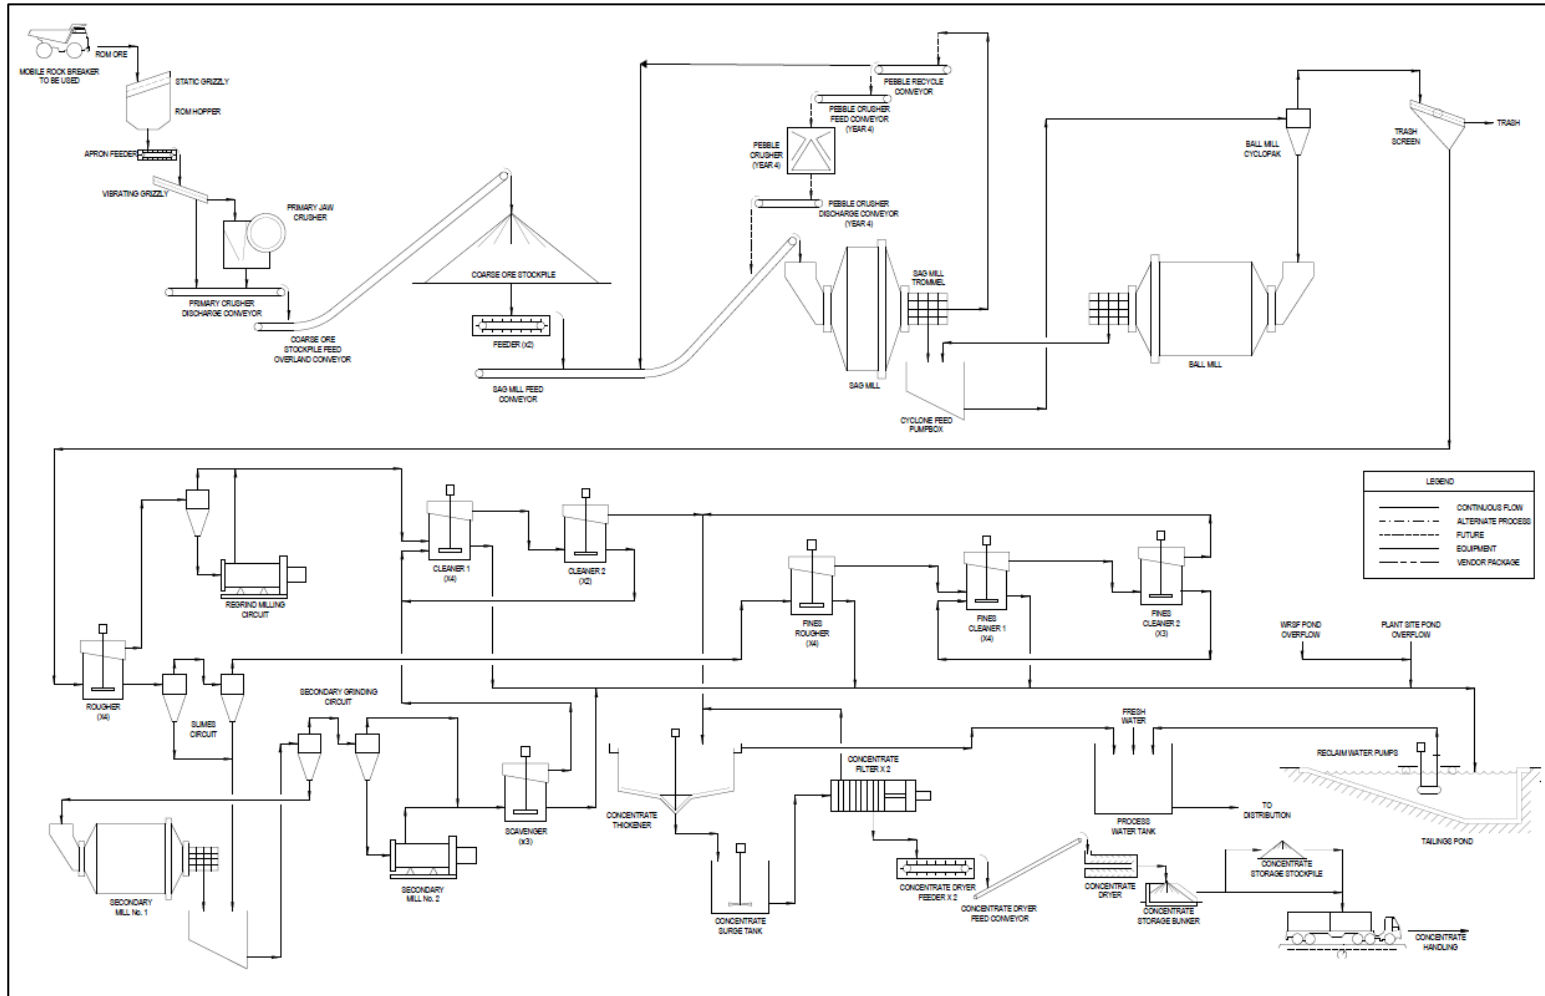 ROM ORE
MOBILE ROCK BREAKER
TO BE USED
STATIC GRIZZLY
ROM HOPPER
APRON FEEDER
VIBRATING GRIZZLY
PRIMARY JAW
CRUSHER
PRIMARY CRUSHER
DISCHARGE CONVEYOR
COARSE ORE
STOCKPILE FEED
OVERLAND CONVEYOR
COARSE ORE STOCKPILE
FEEDER (x2)
SAG MILL FEED
CONVEYOR
PEBBLE RECYCLE
CONVEYOR
PEBBLE CRUSHER
FEED CONVEYOR
(YEAR 4)
PEBBLE
CRUSHER
(YEAR 4)
PEBBLE CRUSHER
DISCHARGE CONVEYOR
(YEAR 4)
SAG MILL
TROMMEL
SAG MILL
CYCLONE FEED
PUMPBOX
BALL MILL
CYCLOPAK
BALL MILL
TRASH
SCREEN
TRASH
LEGEND
CONTINUOUS FLOW
ALTERNATE PROCESS
FUTURE
EQUIPMENT
VENDOR PACKAGE
REGRIND MILLING
CIRCUIT
CLEANER 1
(X4)
CLEANER 2
(X2)
FINES
ROUGHER
(X4)
FINES
CLEANER 1
(X4)
FINES
CLEANER 2
(X3)
WRSF POND
OVERFLOW
PLANT SITE POND
OVERFLOW
ROUGHER
(X4)
SLIMES
CIRCUIT
SECONDARY GRINDING
CIRCUIT
SECONDARY
MILL No. 1
SECONDARY
MILL No. 2
SCAVENGER
(x3)
CONCENTRATE
THICKENER
CONCENTRATE
SURGE TANK
CONCENTRATE
FILTER X 2
CONCENTRATE DRYER
FEEDER X 2
CONCENTRATE DRYER
FEED CONVEYOR
FRESH
WATER
PROCESS
WATER TANK
TO
DISTRIBUTION
RECLAIM WATER PUMPS
TAILINGS POND
CONCENTRATE
DRYER
CONCENTRATE
STORAGE BUNKER
CONCENTRATE
STORAGE STOCKPILE
CONCENTRATE
HANDLING